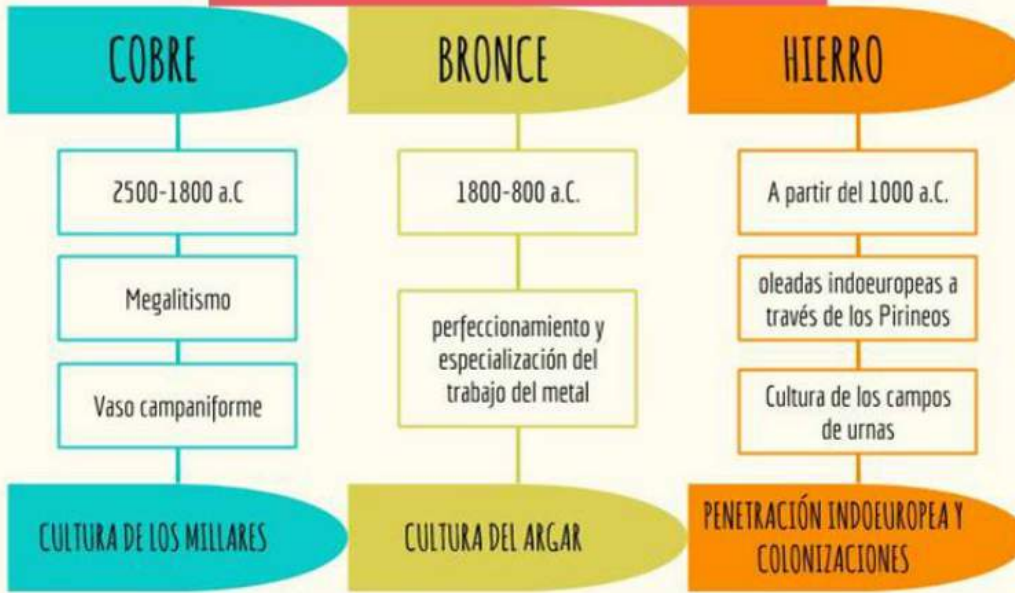 COBRE
2500-1800 a.C
Megalitismo
Vaso campaniforme
CULTURA DE LOS MILLARES
BRONCE
1800-800 a.C.
perfeccionamiento y
especialización del
trabajo del metal
CULTURA DEL ARGAR
HIERRO
A partir del 1000 a.C.
oleadas indoeuropeas a
través de los Pirineos
Cultura de los campos
de urnas
PENETRACIÓN INDOEUROPEA Y
COLONIZACIONES